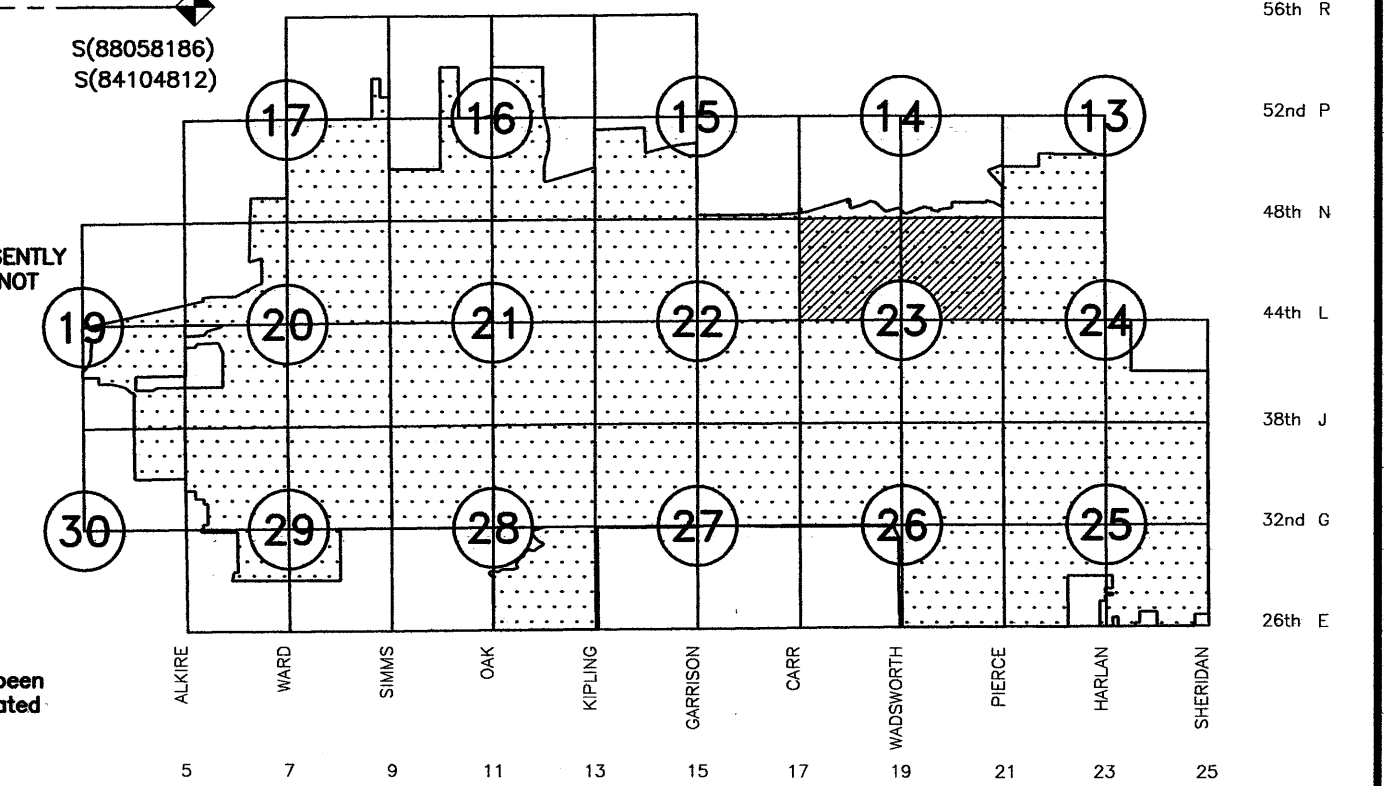 56th R
S(88058186)
S(84104812)
17 16 15 14 13
52nd P
48th N
SENTLY
NOT
19 20 21 22 23 24
44th L
38th J
30 29 28 27 26 25
32nd G
26th E
been
ated
ALKIRE WARD SIMMS OAK KIPLING GARRISON CARR WADSWORTH PIERCE HARLAN SHERIDAN
5 7 9 11 13 15 17 19 21 23 25